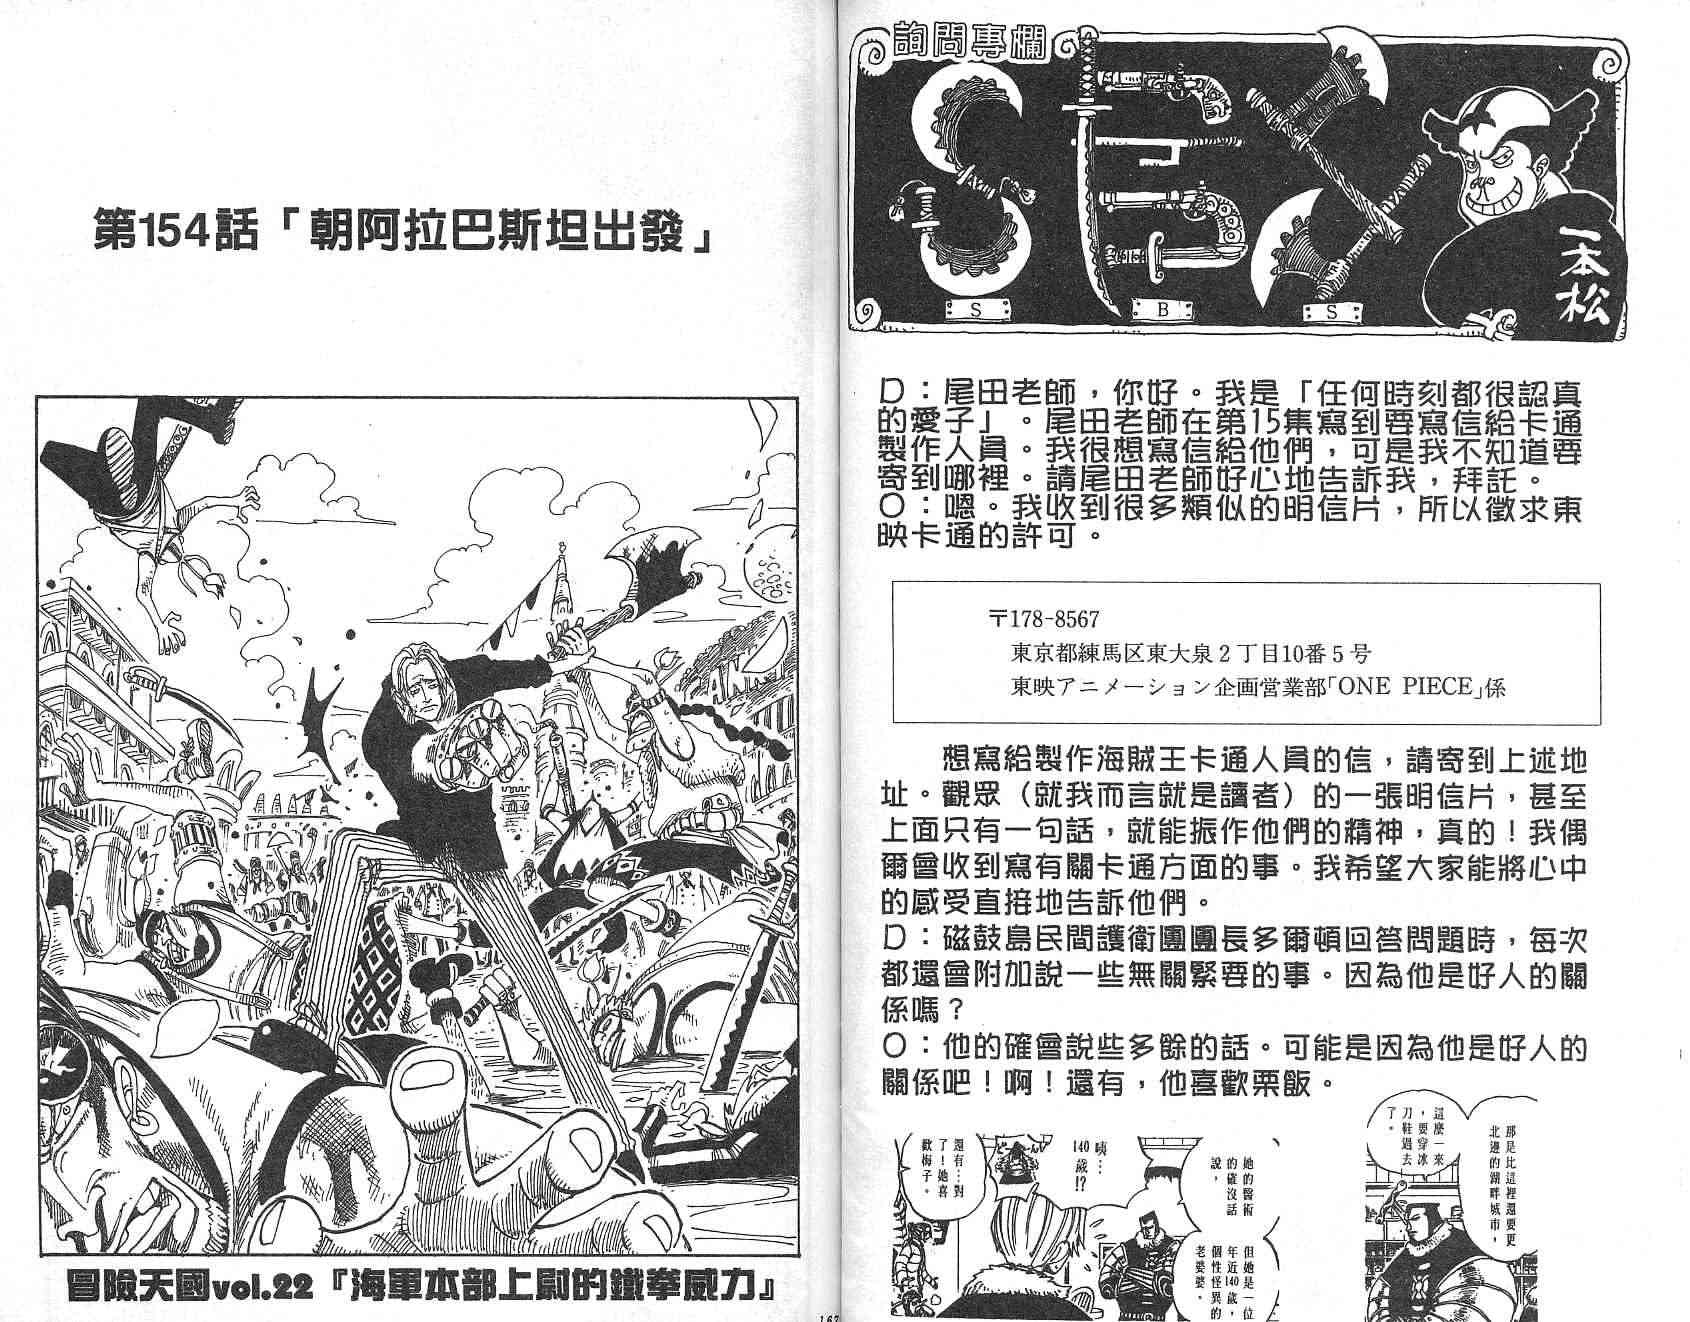 第154話「朝阿拉巴斯坦出發」
冒險天國vol.22『海軍本部上尉的鐵拳威力』
167
詢問專欄
S
B
S
一本松
D：尾田老師，你好。我是「任何時刻都很認真
的愛子」。尾田老師在第15集寫到要寫信給卡通
製作人員。我很想寫信給他們，可是我不知道要
寄到哪裡。請尾田老師好心地告訴我，拜託。
O：嗯。我收到很多類似的明信片，所以徵求東
映卡通的許可。
〒178-8567
東京都練馬区東大泉２丁目10番５号
東映アニメーション企画営業部「ONE PIECE」係
想寫給製作海賊王卡通人員的信，請寄到上述地
址。觀眾（就我而言就是讀者）的一張明信片，甚至
上面只有一句話，就能振作他們的精神，真的！我偶
爾會收到寫有關卡通方面的事。我希望大家能將心中
的感受直接地告訴他們。
D：磁鼓島民間護衛團團長多爾頓回答問題時，每次
都還會附加說一些無關緊要的事。因為他是好人的關
係嗎？
O：他的確會說些多餘的話。可能是因為他是好人的
關係吧！啊！還有，他喜歡栗飯。
那是比這裡還要更
北邊的湖畔城市，
這麼一來
，要穿冰
刀鞋過去
了。
她的醫術
的確沒話
說，
但她是一位
年近140歲，
個性怪異的
老婆婆。
咦…
140
歲!?
還有…對
了！她喜
歡梅子。